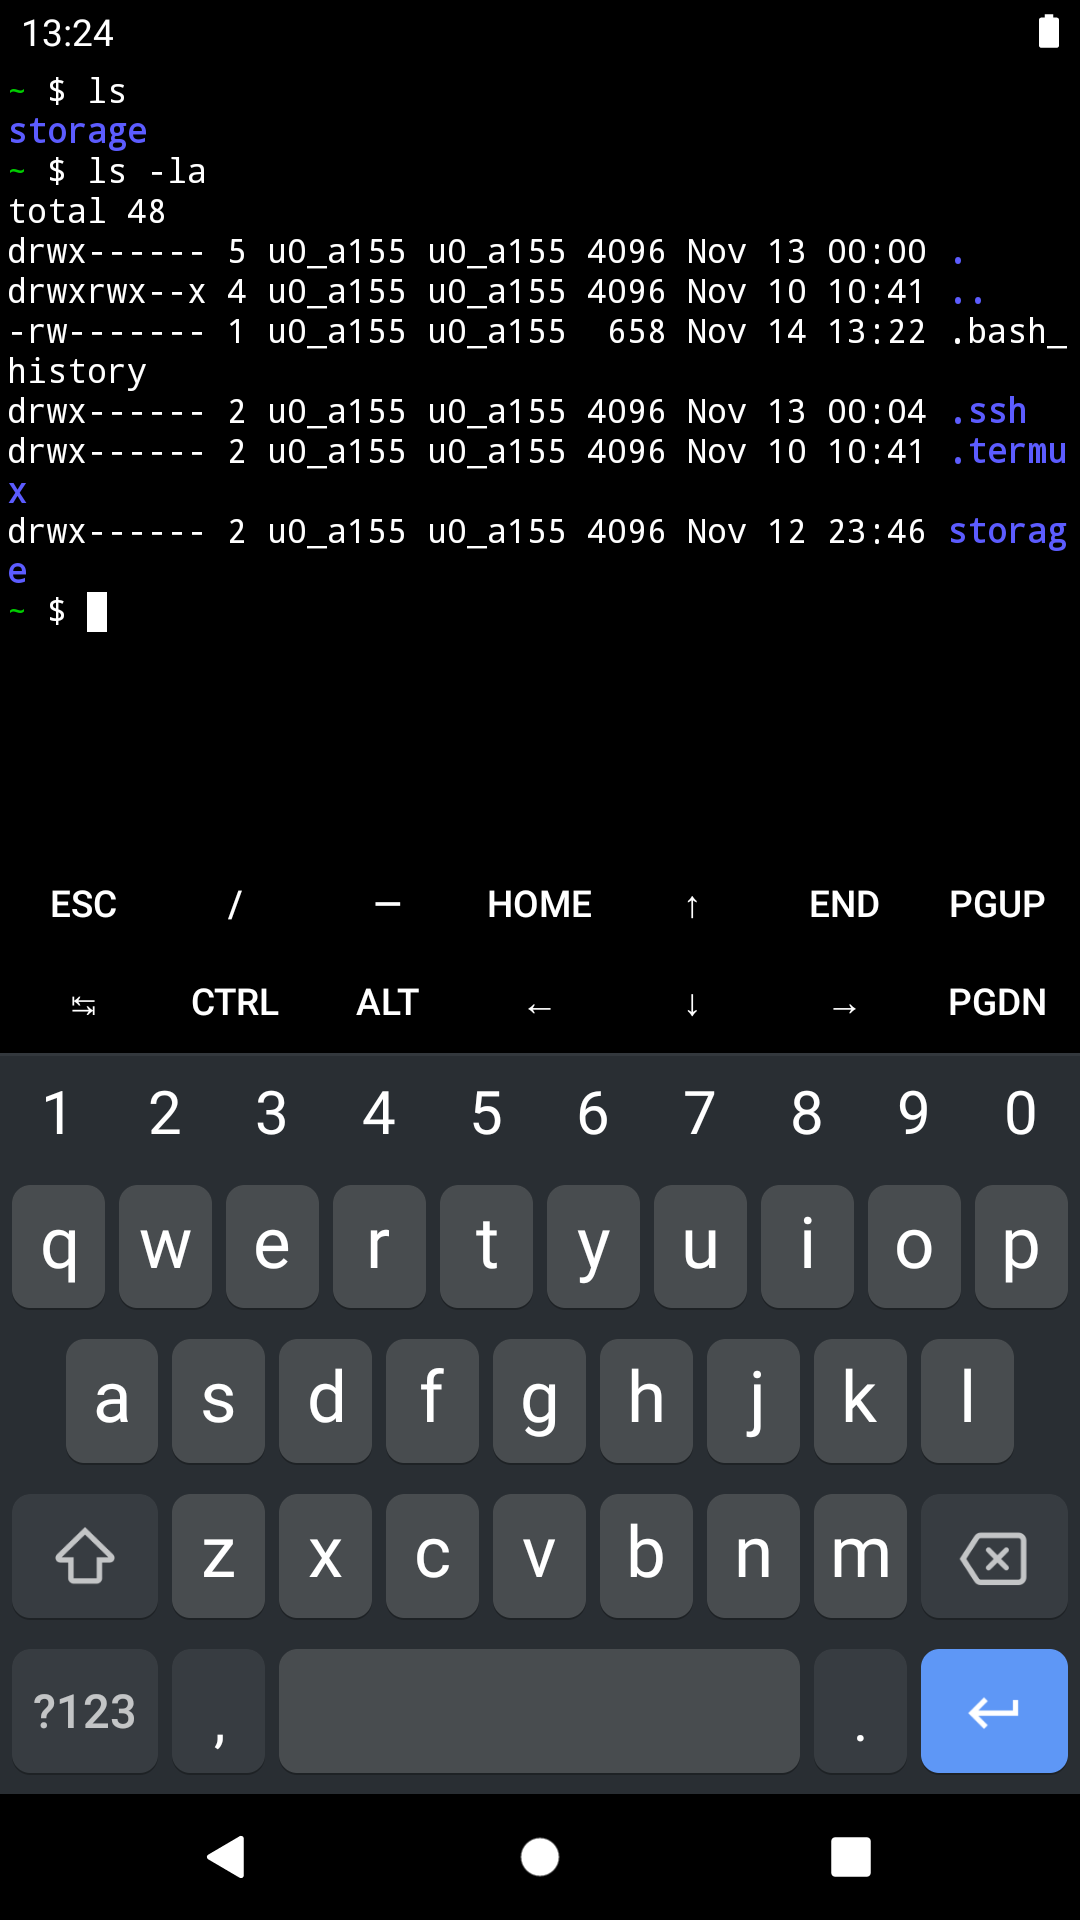 13:24
~ $ ls
storage
~ $ ls -la
total 48
drwx------ 5 u0_a155 u0_a155 4096 Nov 13 00:00 .
drwxrwx--x 4 u0_a155 u0_a155 4096 Nov 10 10:41 ..
-rw------- 1 u0_a155 u0_a155  658 Nov 14 13:22 .bash_
history
drwx------ 2 u0_a155 u0_a155 4096 Nov 13 00:04 .ssh
drwx------ 2 u0_a155 u0_a155 4096 Nov 10 10:41 .termu
x
drwx------ 2 u0_a155 u0_a155 4096 Nov 12 23:46 storag
e
~ $
ESC / — HOME ↑ END PGUP
↹ CTRL ALT ← ↓ → PGDN
1 2 3 4 5 6 7 8 9 0
q w e r t y u i o p
a s d f g h j k l
z x c v b n m
?123 , .